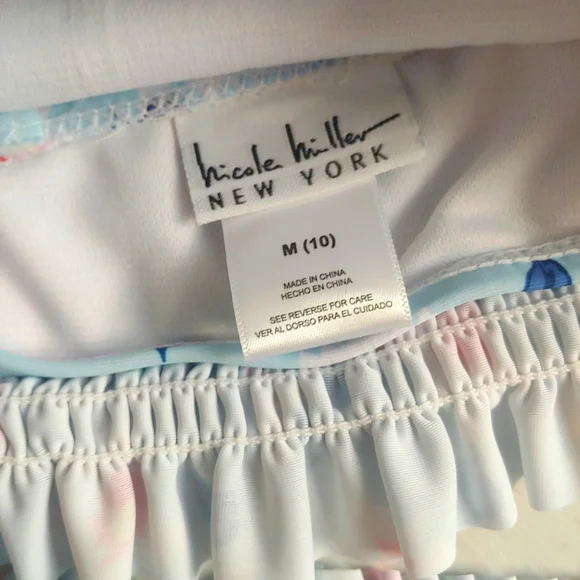 Nicole Miller
NEW YORK
M (10)
MADE IN CHINA
HECHO EN CHINA
SEE REVERSE FOR CARE
VER AL DORSO PARA EL CUIDADO